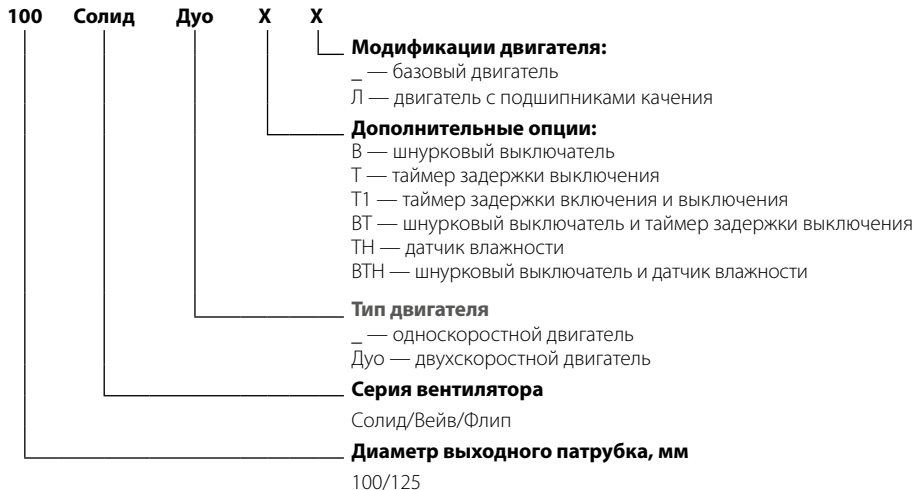 100 Солид Дуо X X
Модификации двигателя:
_ — базовый двигатель
Л — двигатель с подшипниками качения
Дополнительные опции:
В — шнурковый выключатель
Т — таймер задержки выключения
Т1 — таймер задержки включения и выключения
ВТ — шнурковый выключатель и таймер задержки выключения
ТН — датчик влажности
ВТН — шнурковый выключатель и датчик влажности
Тип двигателя
_ — односкоростной двигатель
Дуо — двухскоростной двигатель
Серия вентилятора
Солид/Вейв/Флип
Диаметр выходного патрубка, мм
100/125